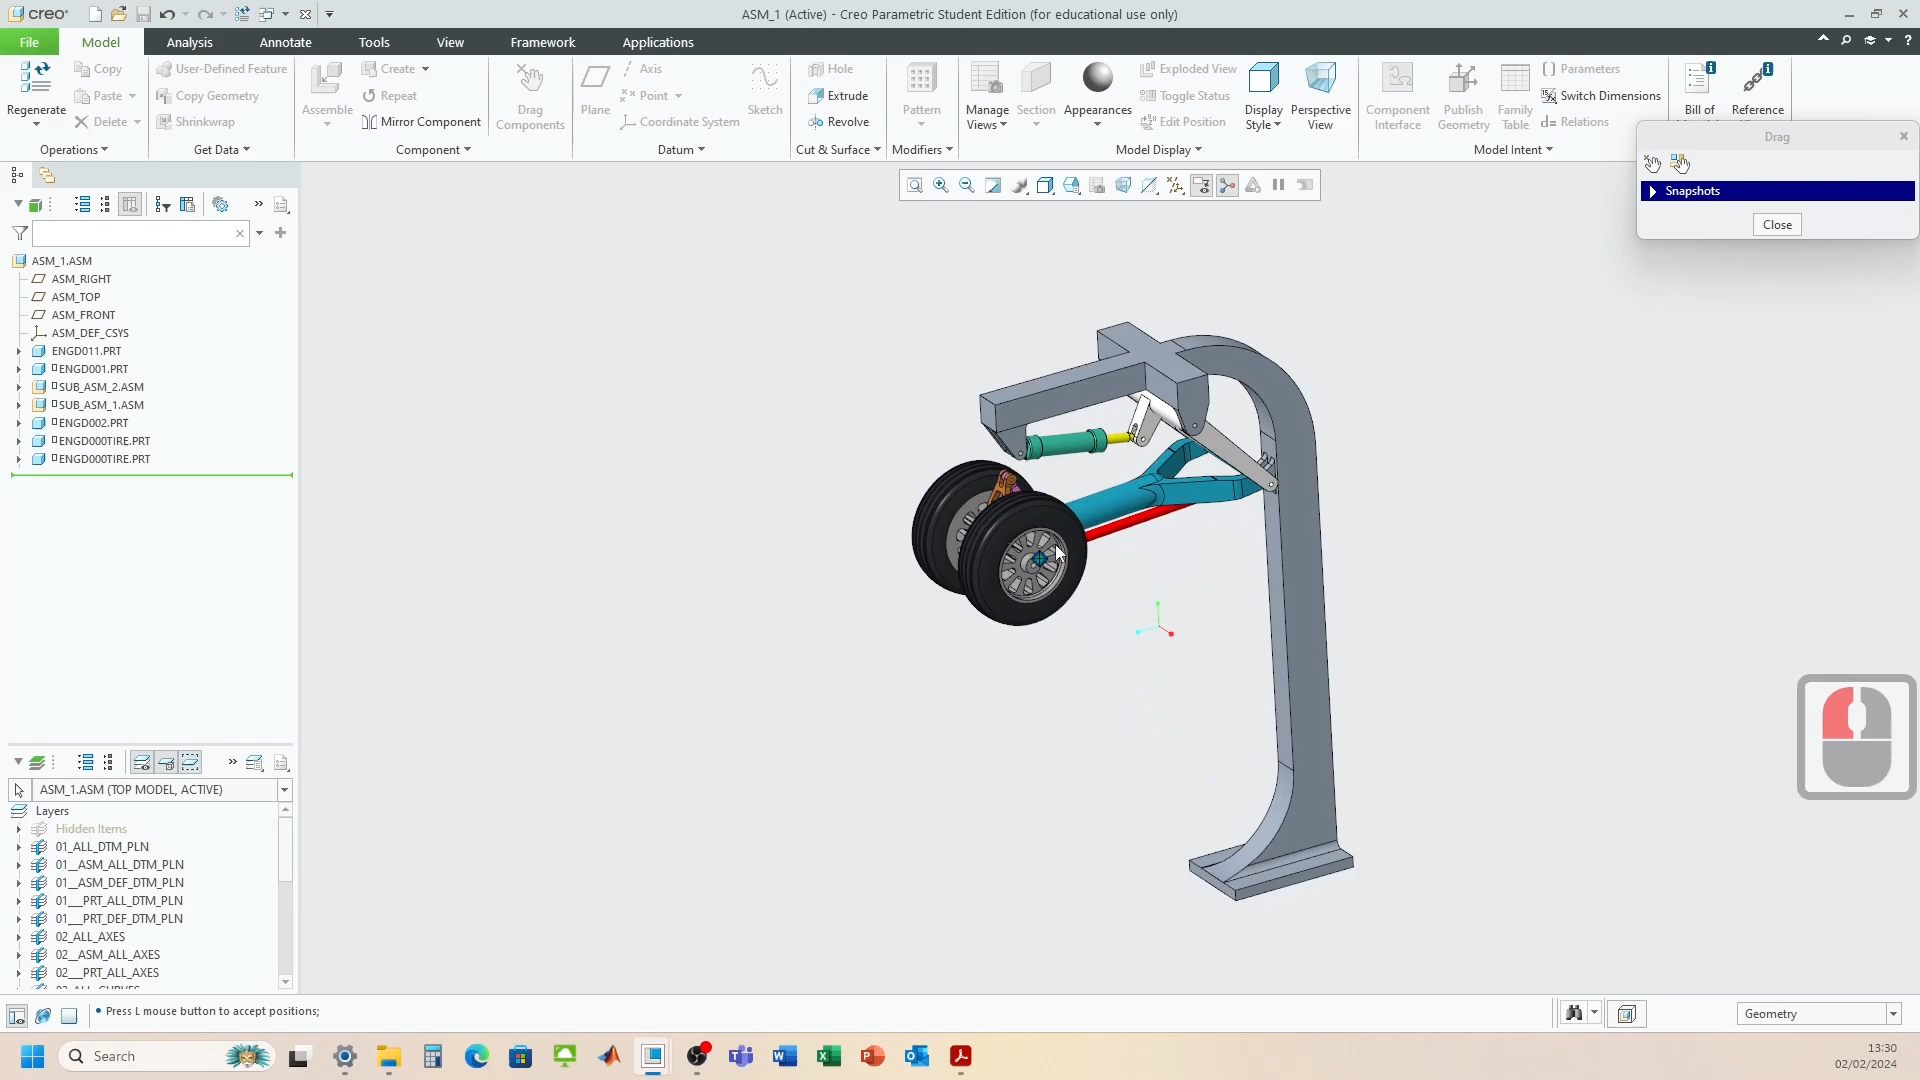 creo
ASM_1 (Active) - Creo Parametric Student Edition (for educational use only)
File
Model
Analysis
Annotate
Tools
View
Framework
Applications
Regenerate
Copy
Paste
Delete
Operations
User-Defined Feature
Copy Geometry
Shrinkwrap
Get Data
Assemble
Create
Repeat
Mirror Component
Component
Drag
Components
Plane
Axis
Point
Coordinate System
Sketch
Datum
Hole
Extrude
Revolve
Cut & Surface
Pattern
Modifiers
Manage
Views
Section
Appearances
Exploded View
Toggle Status
Edit Position
Display
Style
Perspective
View
Model Display
Component
Interface
Publish
Geometry
Family
Table
Parameters
Switch Dimensions
Relations
Model Intent
Bill of
Reference
Drag
Snapshots
Close
ASM_1.ASM
ASM_RIGHT
ASM_TOP
ASM_FRONT
ASM_DEF_CSYS
ENGD011.PRT
ENGD001.PRT
SUB_ASM_2.ASM
SUB_ASM_1.ASM
ENGD002.PRT
ENGD000TIRE.PRT
ENGD000TIRE.PRT
ASM_1.ASM (TOP MODEL, ACTIVE)
Layers
Hidden Items
01_ALL_DTM_PLN
01__ASM_ALL_DTM_PLN
01__ASM_DEF_DTM_PLN
01___PRT_ALL_DTM_PLN
01___PRT_DEF_DTM_PLN
02_ALL_AXES
02__ASM_ALL_AXES
02___PRT_ALL_AXES
Press L mouse button to accept positions;
Geometry
Search
13:30
02/02/2024